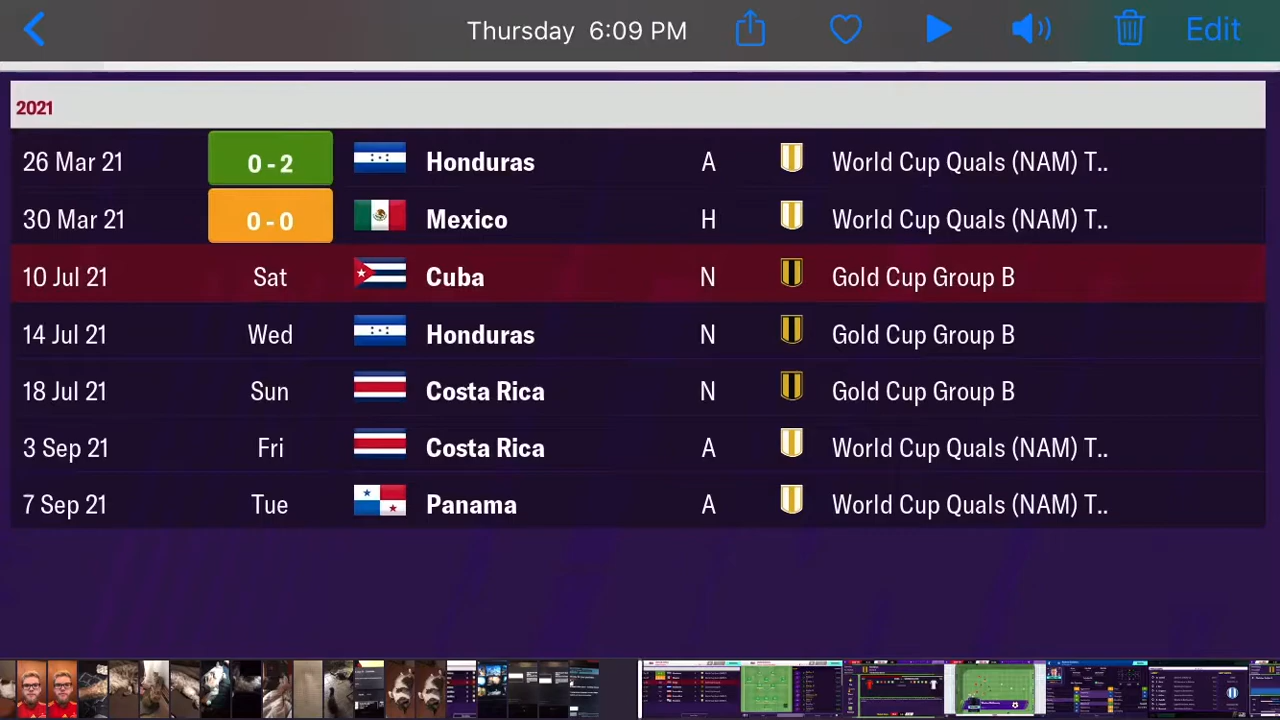 Thursday 6:09 PM
Edit
2021
26 Mar 21 0 - 2 Honduras A World Cup Quals (NAM) T..
30 Mar 21 0 - 0 Mexico H World Cup Quals (NAM) T..
10 Jul 21 Sat Cuba N Gold Cup Group B
14 Jul 21 Wed Honduras N Gold Cup Group B
18 Jul 21 Sun Costa Rica N Gold Cup Group B
3 Sep 21 Fri Costa Rica A World Cup Quals (NAM) T..
7 Sep 21 Tue Panama A World Cup Quals (NAM) T..